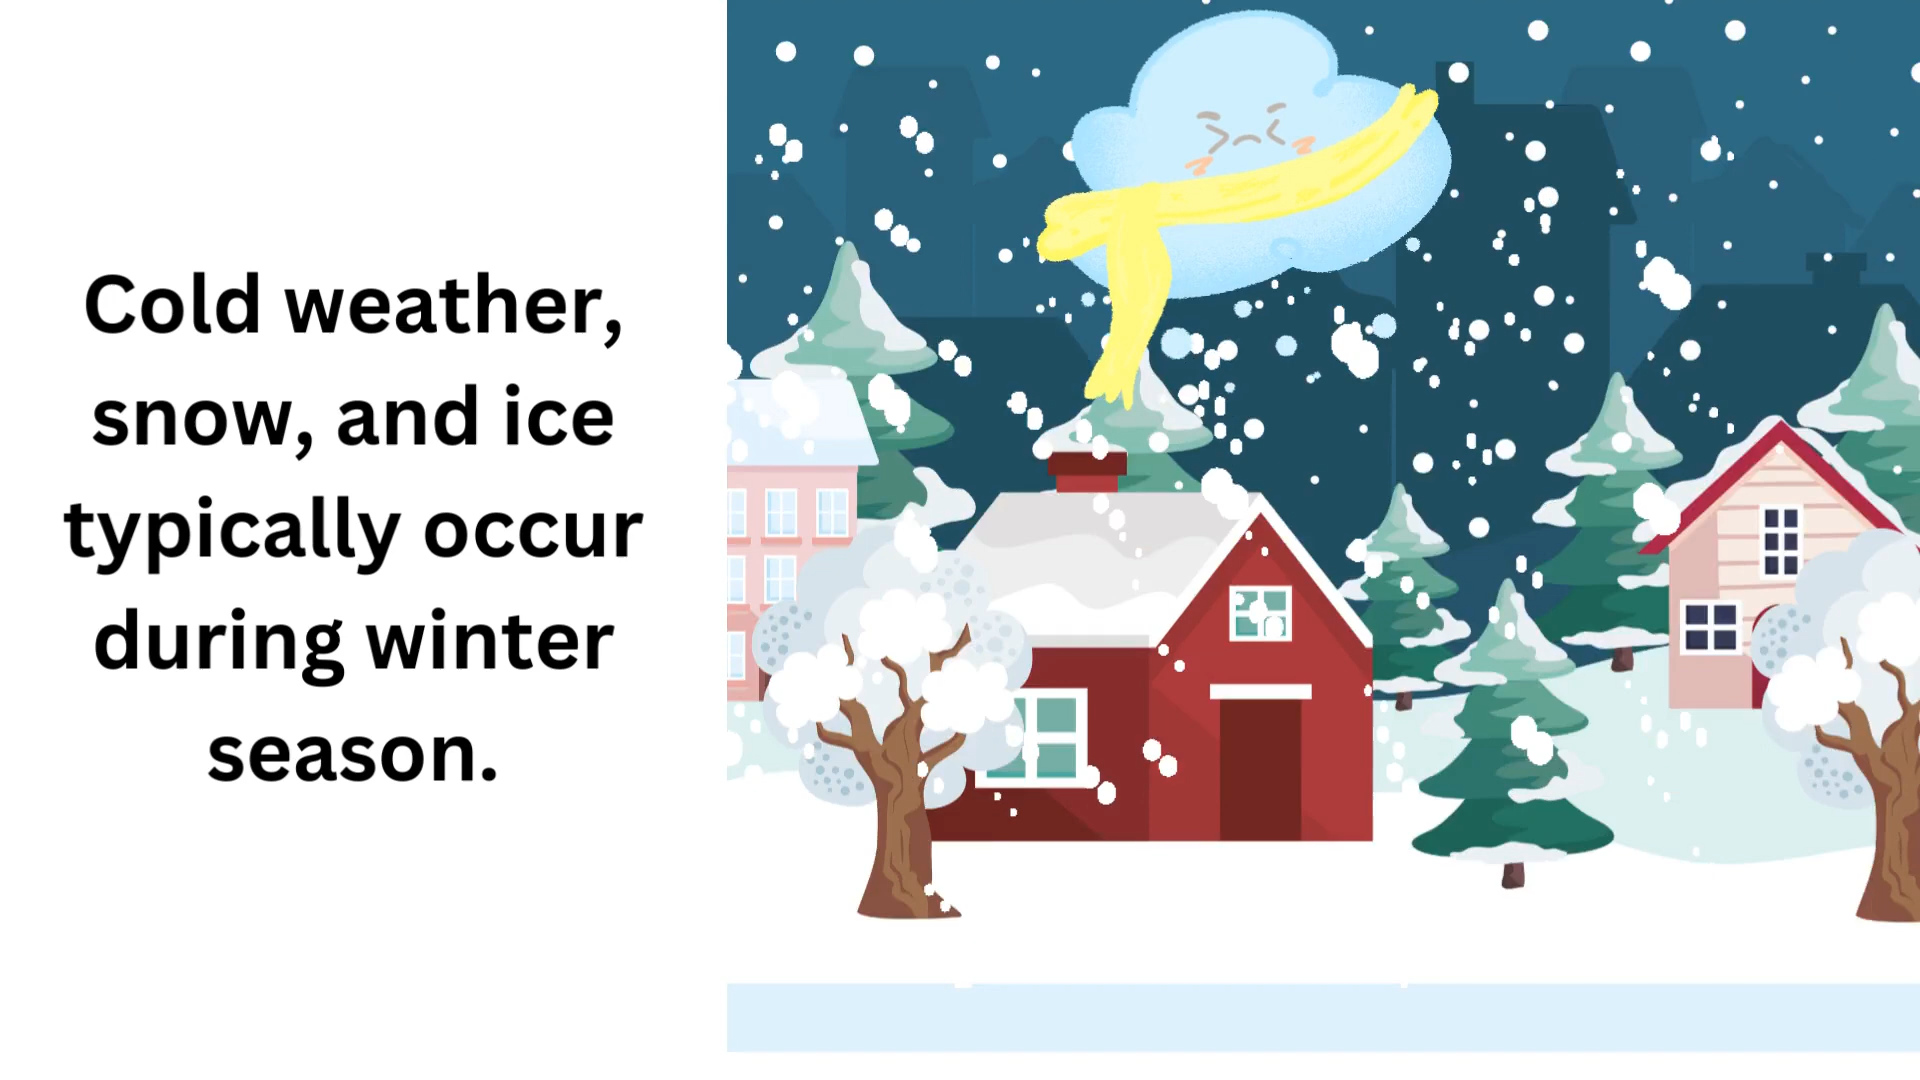 Cold weather,
snow, and ice
typically occur
during winter
season.